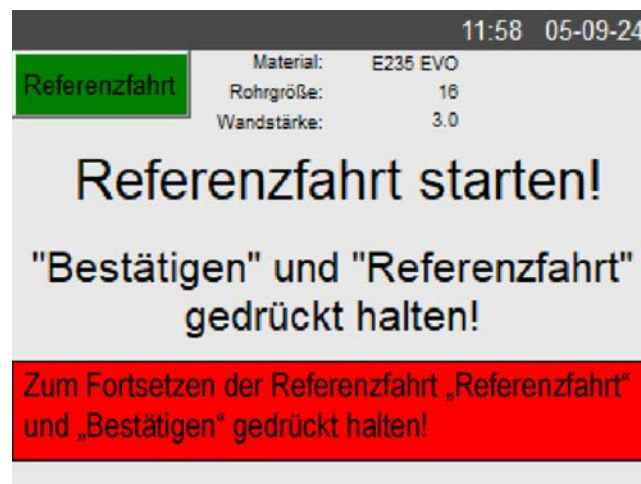 11:58 05-09-24
Referenzfahrt
Material: E235 EVO
Rohrgröße: 16
Wandstärke: 3.0
Referenzfahrt starten!
"Bestätigen" und "Referenzfahrt"
gedrückt halten!
Zum Fortsetzen der Referenzfahrt „Referenzfahrt“
und „Bestätigen“ gedrückt halten!